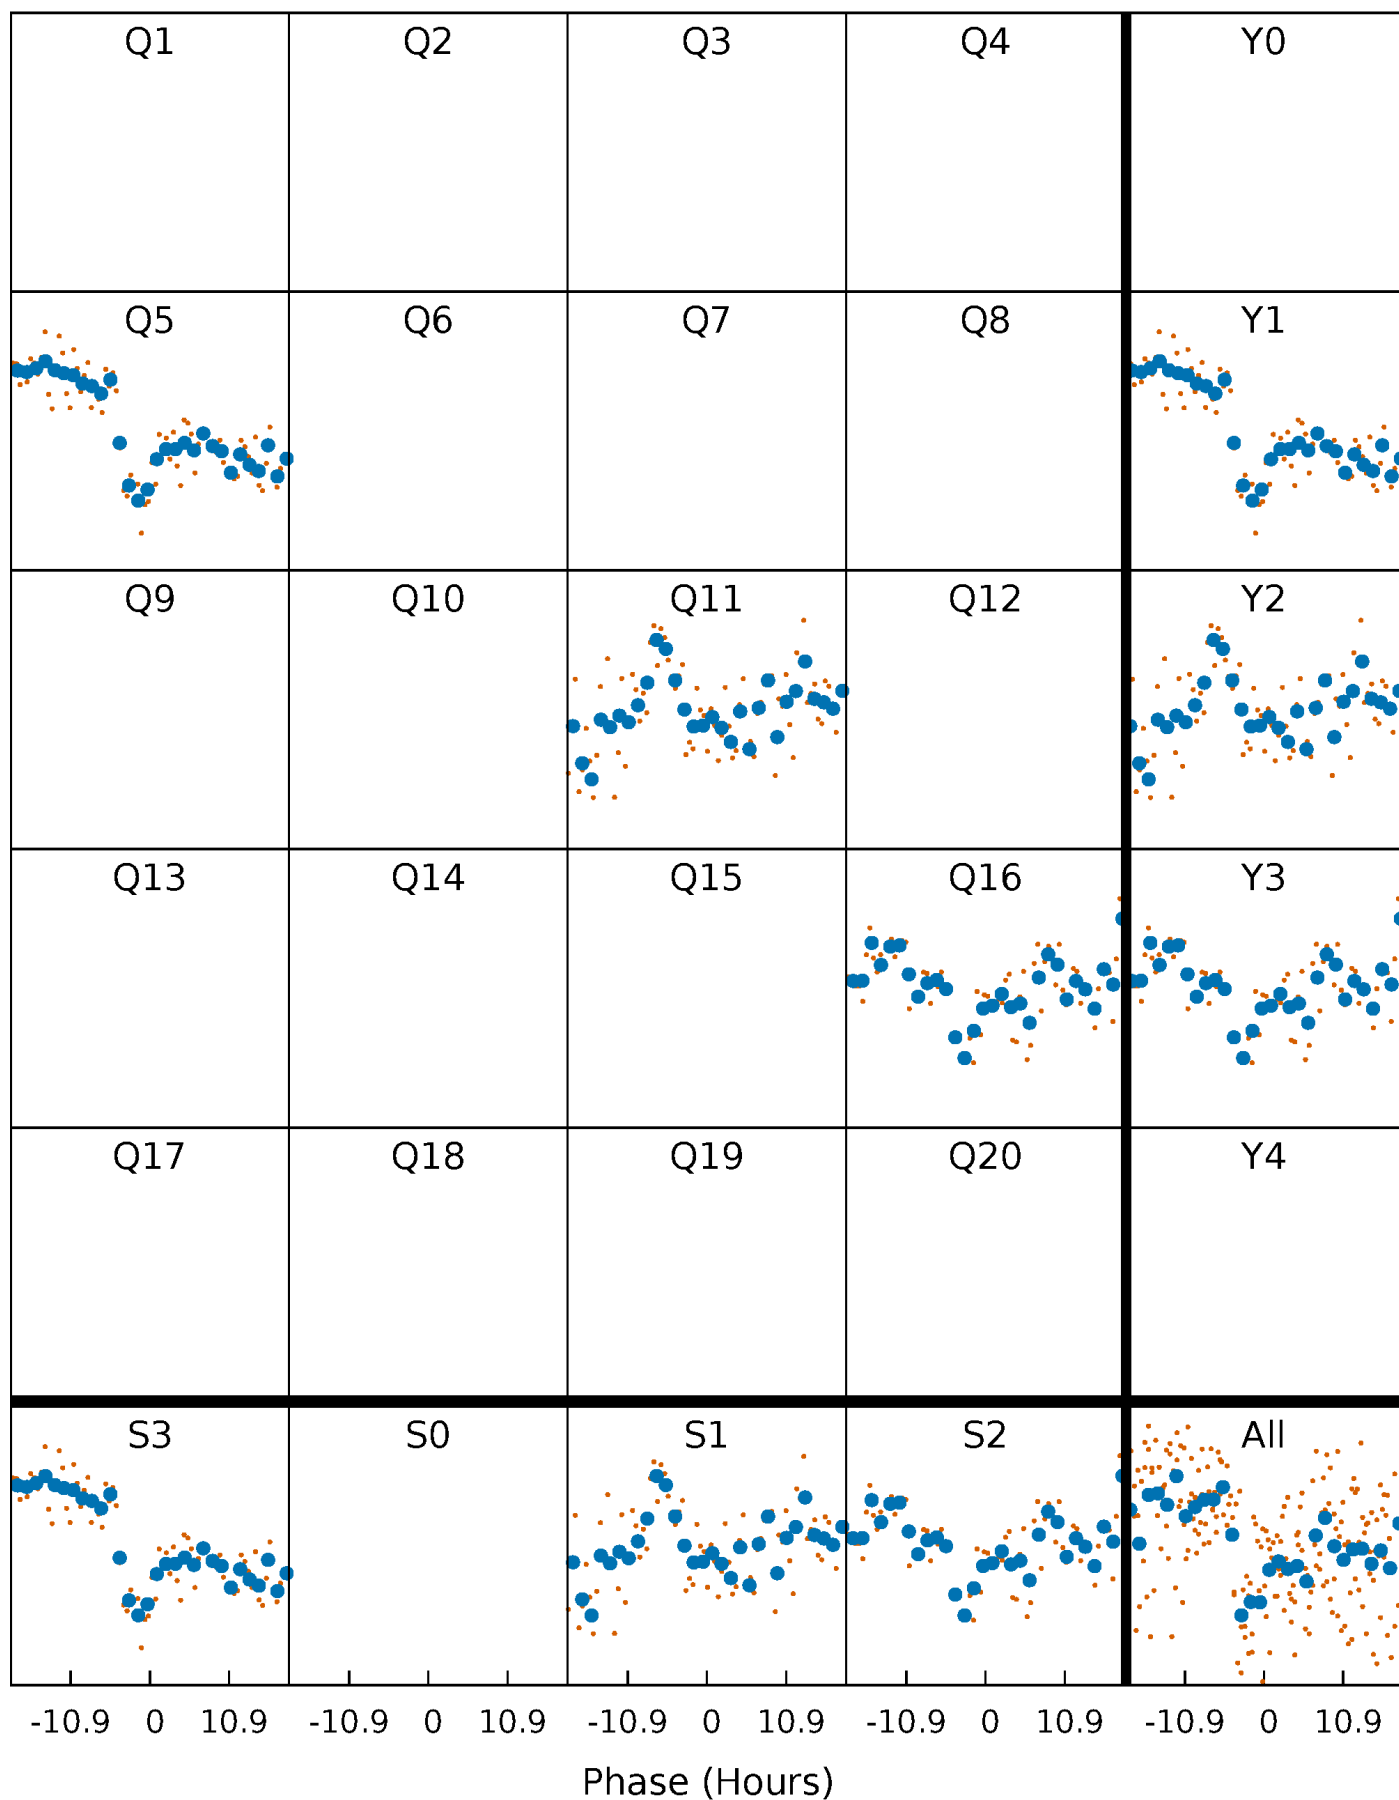 Q1 Q2 Q3 Q4 Y0
Q5 Q6 Q7 Q8 Y1
Q9 Q10 Q11 Q12 Y2
Q13 Q14 Q15 Q16 Y3
Q17 Q18 Q19 Q20 Y4
S3 S0 S1 S2 All
-10.9 0 10.9 -10.9 0 10.9 -10.9 0 10.9 -10.9 0 10.9 -10.9 0 10.9
Phase (Hours)